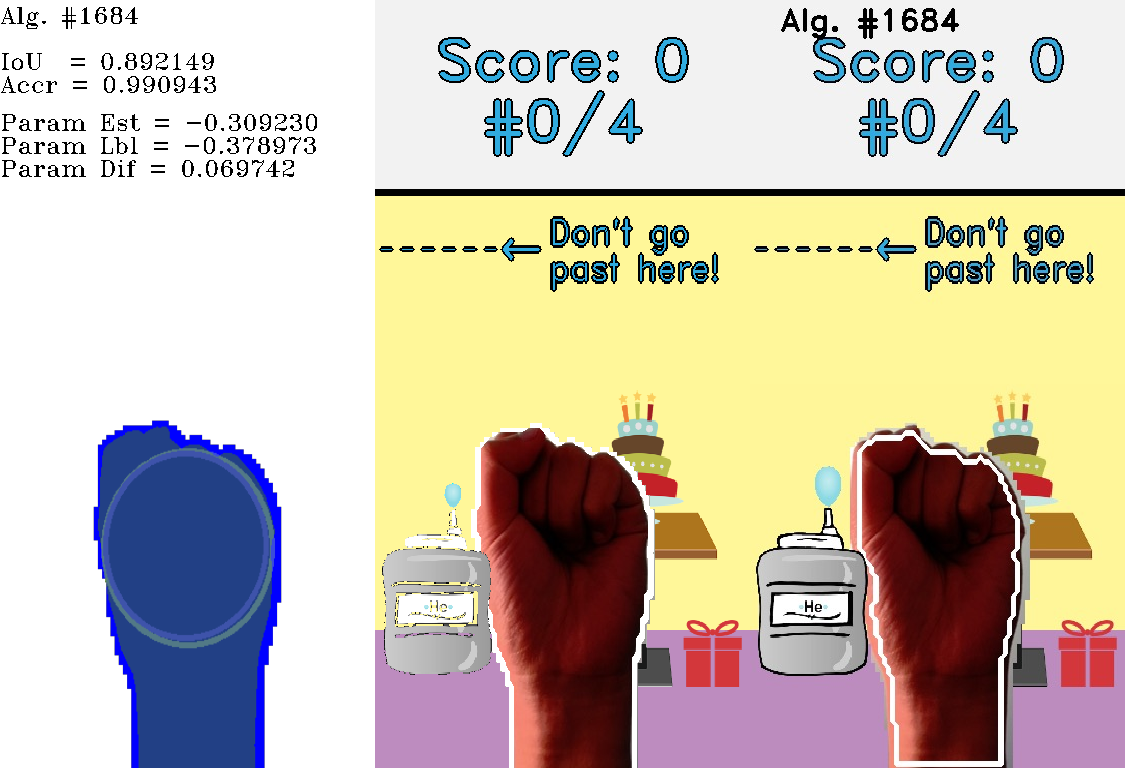 Alg. #1684
IoU = 0.892149
Accr = 0.990943
Param Est = −0.309230
Param Lbl = −0.378973
Param Dif = 0.069742
Score: 0
#0/4
Don't go
past here!
He
Alg. #1684
Score: 0
#0/4
Don't go
past here!
He